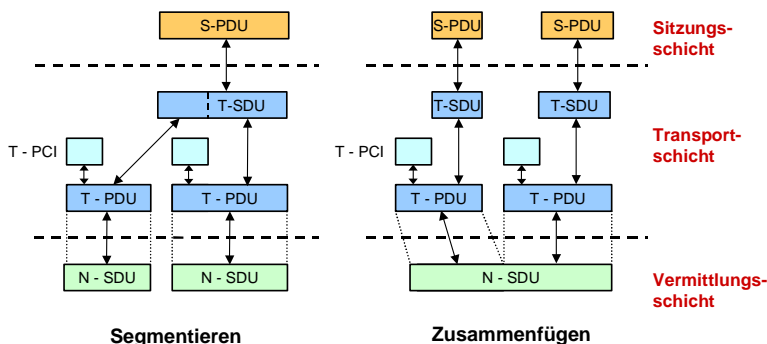 S-PDU
S-PDU
S-PDU
Sitzungs-
schicht
T-SDU
T-SDU
T-SDU
T - PCI
T - PCI
Transport-
schicht
T - PDU
T - PDU
T - PDU
T - PDU
N - SDU
N - SDU
N - SDU
Vermittlungs-
schicht
Segmentieren
Zusammenfügen